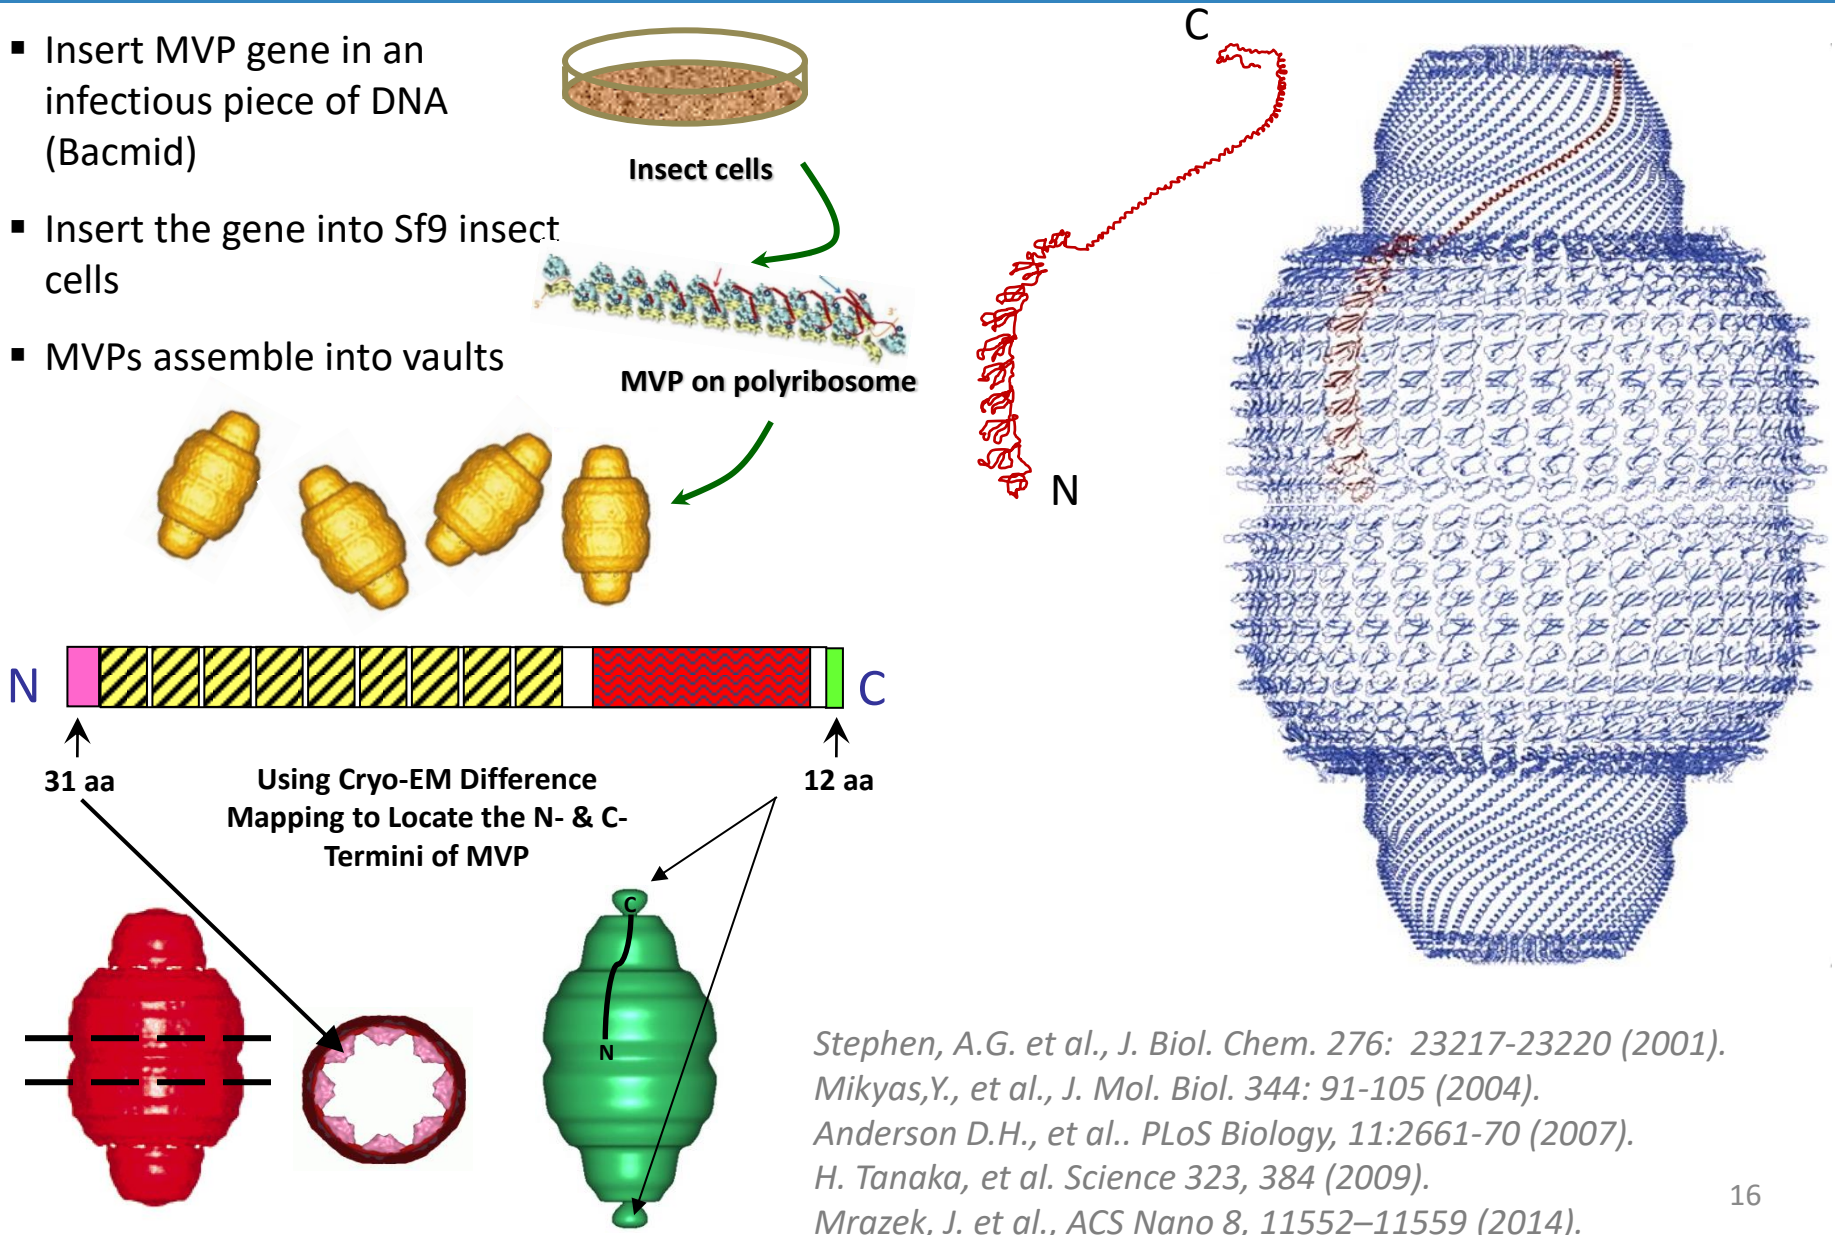 ▪ Insert MVP gene in an
infectious piece of DNA
(Bacmid)
▪ Insert the gene into Sf9 insect
cells
▪ MVPs assemble into vaults
Insect cells
5'
3'
MVP on polyribosome
C
N
N
C
31 aa
12 aa
Using Cryo-EM Difference
Mapping to Locate the N- & C-
Termini of MVP
C
N
Stephen, A.G. et al., J. Biol. Chem. 276: 23217-23220 (2001).
Mikyas,Y., et al., J. Mol. Biol. 344: 91-105 (2004).
Anderson D.H., et al.. PLoS Biology, 11:2661-70 (2007).
H. Tanaka, et al. Science 323, 384 (2009).
Mrazek, J. et al., ACS Nano 8, 11552–11559 (2014).
16